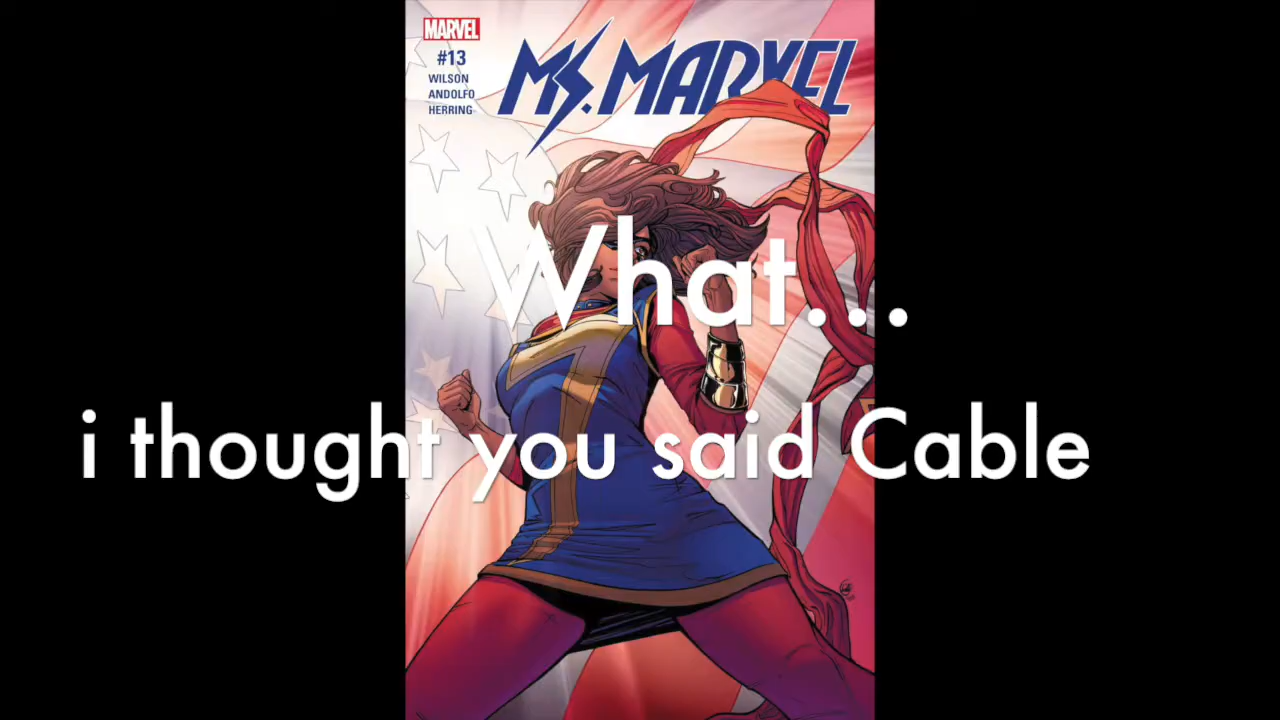 MARVEL
#13
WILSON
ANDOLFO
HERRING
MS. MARVEL
What...
i thought you said Cable